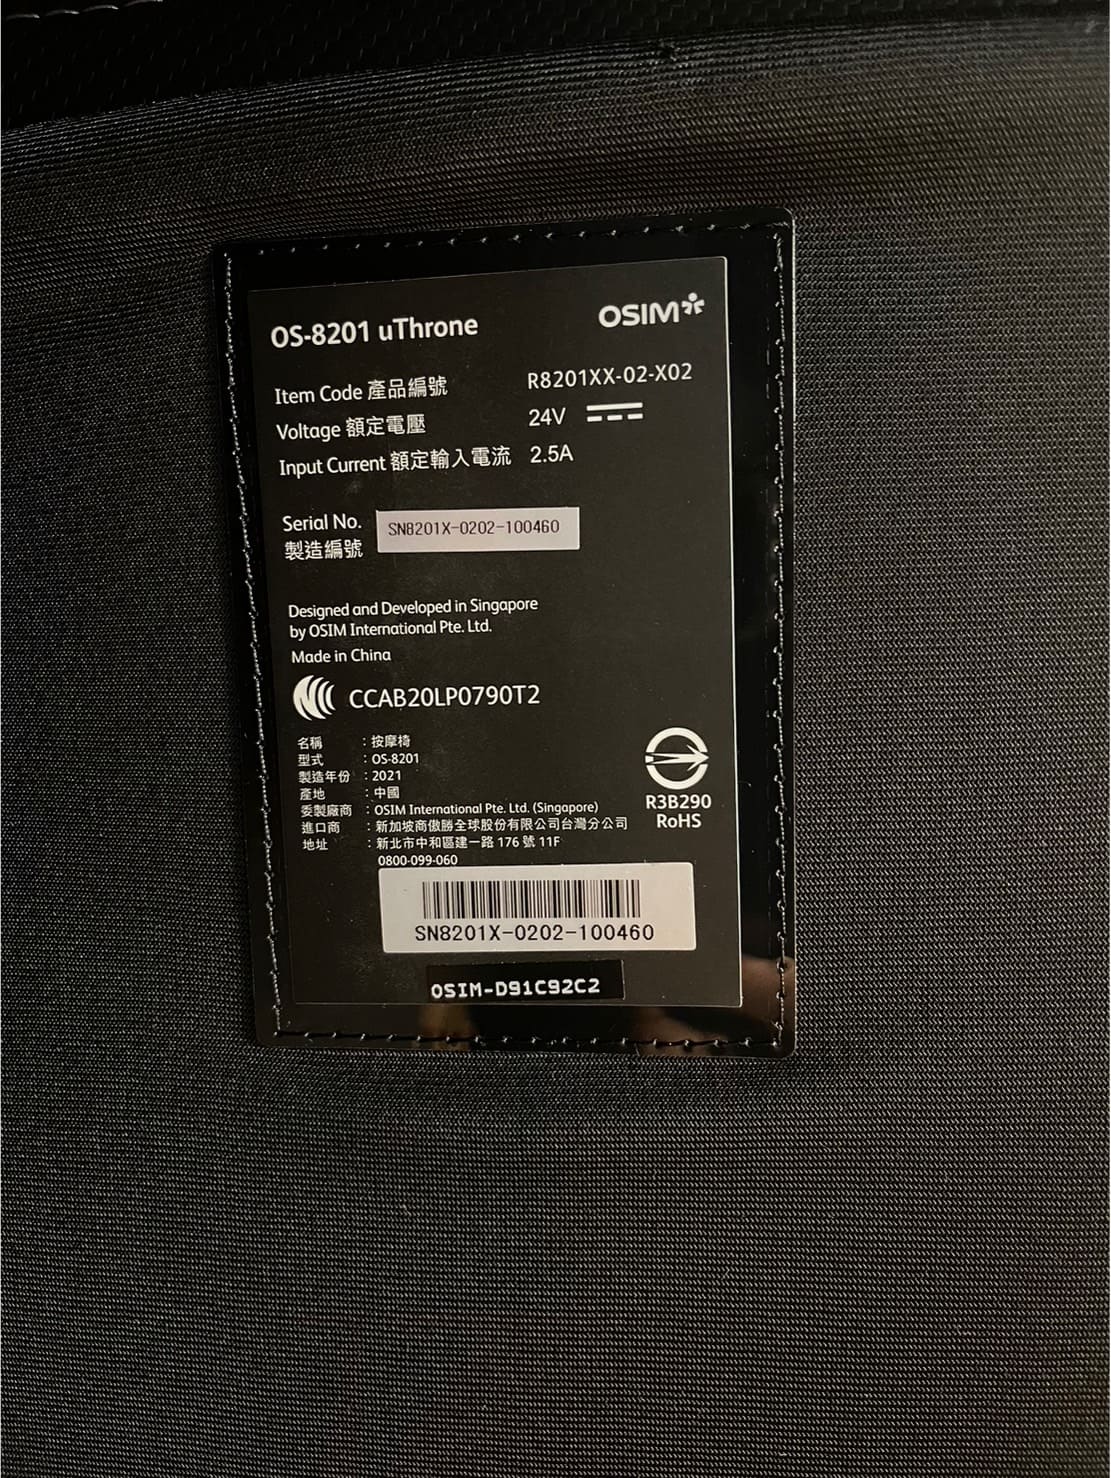 OS-8201 uThrone
OSIM
Item Code 產品編號 R8201XX-02-X02
Voltage 額定電壓 24V
Input Current 額定輸入電流 2.5A
Serial No. SN8201X-0202-100460
製造編號
Designed and Developed in Singapore
by OSIM International Pte. Ltd.
Made in China
CCAB20LP0790T2
名稱 : 按摩椅
型式 : OS-8201
製造年份 : 2021
產地 : 中國
委製廠商 : OSIM International Pte. Ltd. (Singapore)
進口商 : 新加坡商傲勝全球股份有限公司台灣分公司
地址 : 新北市中和區建一路 176 號 11F
0800-099-060
R3B290
RoHS
SN8201X-0202-100460
OSIM-D91C92C2